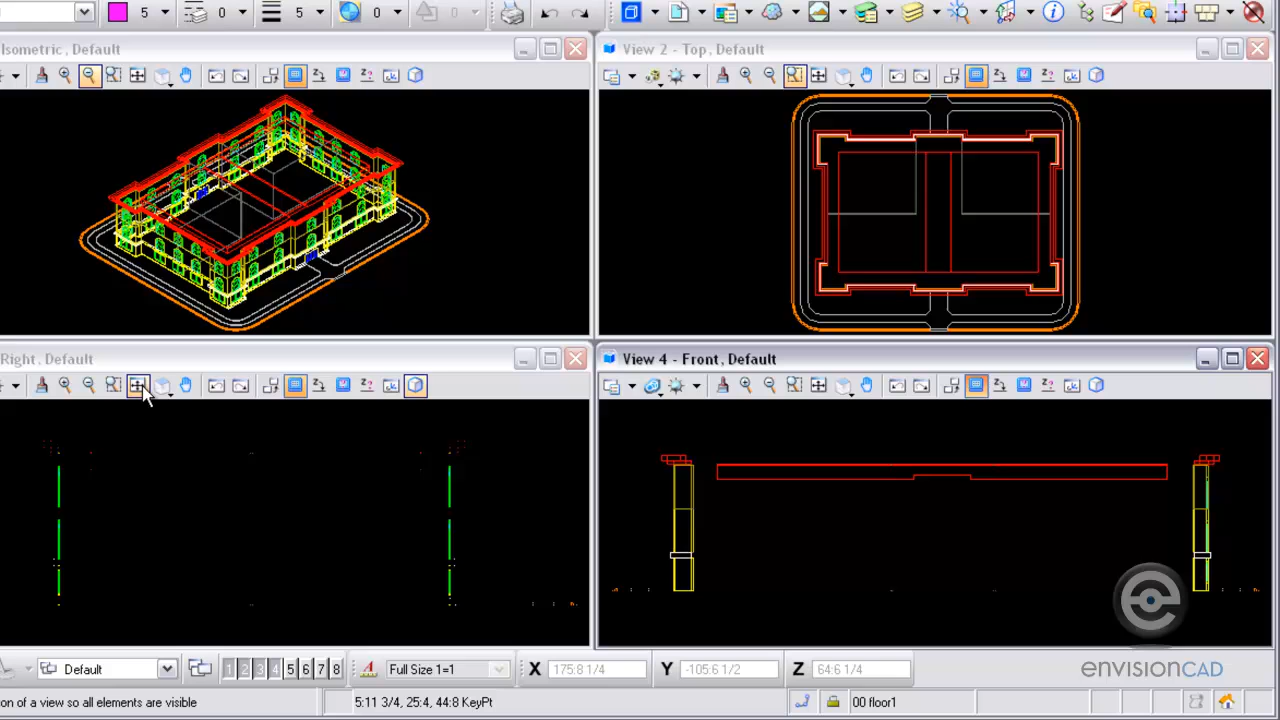 5 0 5 0 0
Isometric, Default
View 2 - Top, Default
Right, Default
View 4 - Front, Default
Default
1 2 3 4 5 6 7 8
Full Size 1=1
X 175:8 1/4
Y -105:6 1/2
Z 64:6 1/4
envisionCAD
on of a view so all elements are visible
5:11 3/4, 25:4, 44:8 KeyPt
00 floor1